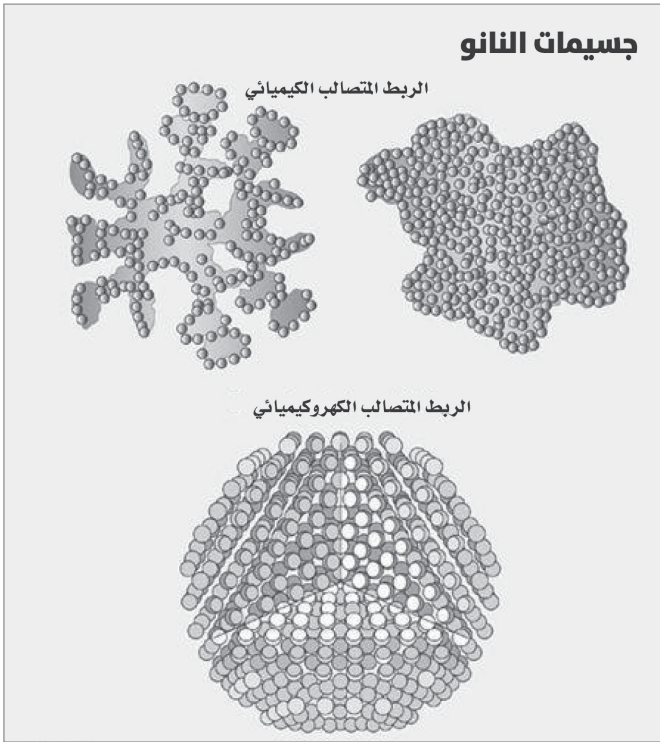 جسيمات النانو
الربط المتصالب الكيميائي
الربط المتصالب الكهروكيميائي